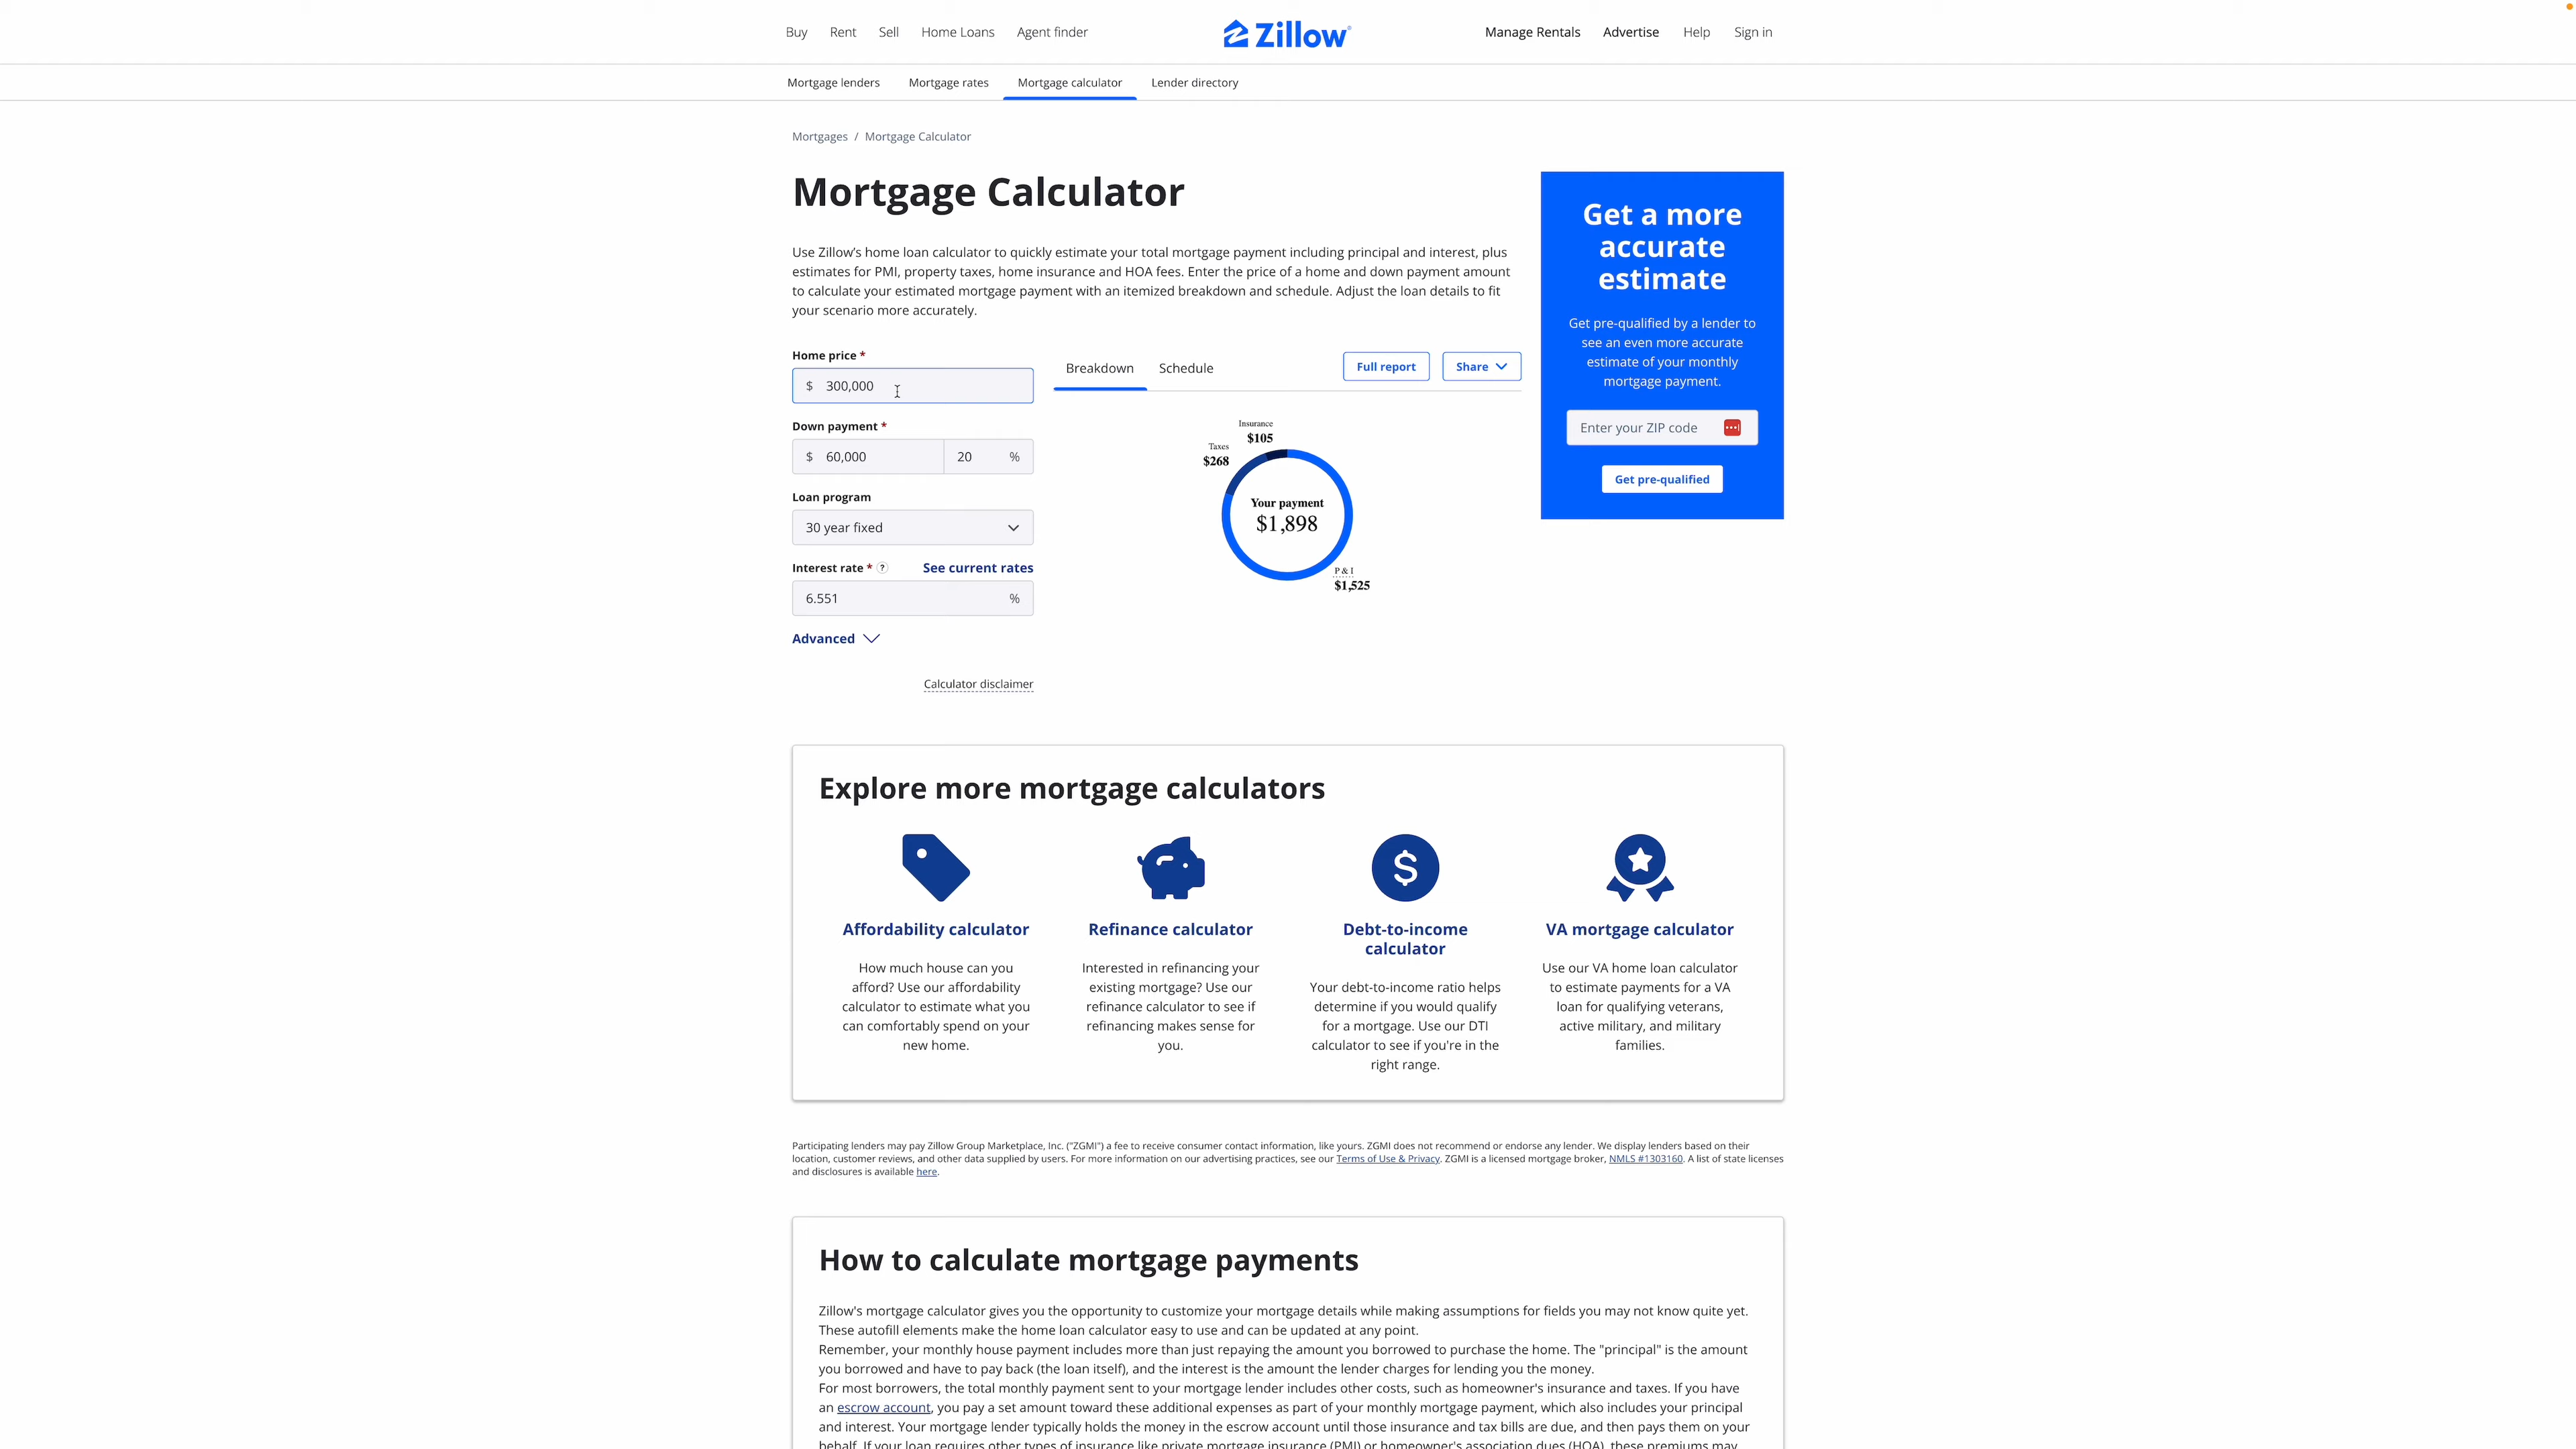 Buy Rent Sell Home Loans Agent finder
Zillow
Manage Rentals Advertise Help Sign in
Mortgage lenders Mortgage rates Mortgage calculator Lender directory
Mortgages / Mortgage Calculator
Mortgage Calculator
Use Zillow's home loan calculator to quickly estimate your total mortgage payment including principal and interest, plus
estimates for PMI, property taxes, home insurance and HOA fees. Enter the price of a home and down payment amount
to calculate your estimated mortgage payment with an itemized breakdown and schedule. Adjust the loan details to fit
your scenario more accurately.
Home price *
$ 300,000
Down payment *
$ 60,000 20 %
Loan program
30 year fixed
Interest rate * ? See current rates
6.551 %
Advanced
Calculator disclaimer
Breakdown Schedule Full report Share
Insurance
$105
Taxes
$268
Your payment
$1,898
P & I
$1,525
Get a more
accurate
estimate
Get pre-qualified by a lender to
see an even more accurate
estimate of your monthly
mortgage payment.
Enter your ZIP code
Get pre-qualified
Explore more mortgage calculators
Affordability calculator
How much house can you
afford? Use our affordability
calculator to estimate what you
can comfortably spend on your
new home.
Refinance calculator
Interested in refinancing your
existing mortgage? Use our
refinance calculator to see if
refinancing makes sense for
you.
$
Debt-to-income
calculator
Your debt-to-income ratio helps
determine if you would qualify
for a mortgage. Use our DTI
calculator to see if you're in the
right range.
VA mortgage calculator
Use our VA home loan calculator
to estimate payments for a VA
loan for qualifying veterans,
active military, and military
families.
Participating lenders may pay Zillow Group Marketplace, Inc. ("ZGMI") a fee to receive consumer contact information, like yours. ZGMI does not recommend or endorse any lender. We display lenders based on their
location, customer reviews, and other data supplied by users. For more information on our advertising practices, see our Terms of Use & Privacy. ZGMI is a licensed mortgage broker, NMLS #1303160. A list of state licenses
and disclosures is available here.
How to calculate mortgage payments
Zillow's mortgage calculator gives you the opportunity to customize your mortgage details while making assumptions for fields you may not know quite yet.
These autofill elements make the home loan calculator easy to use and can be updated at any point.
Remember, your monthly house payment includes more than just repaying the amount you borrowed to purchase the home. The "principal" is the amount
you borrowed and have to pay back (the loan itself), and the interest is the amount the lender charges for lending you the money.
For most borrowers, the total monthly payment sent to your mortgage lender includes other costs, such as homeowner's insurance and taxes. If you have
an escrow account, you pay a set amount toward these additional expenses as part of your monthly mortgage payment, which also includes your principal
and interest. Your mortgage lender typically holds the money in the escrow account until those insurance and tax bills are due, and then pays them on your
behalf. If your loan requires other types of insurance like private mortgage insurance (PMI) or homeowner's association dues (HOA), these premiums may